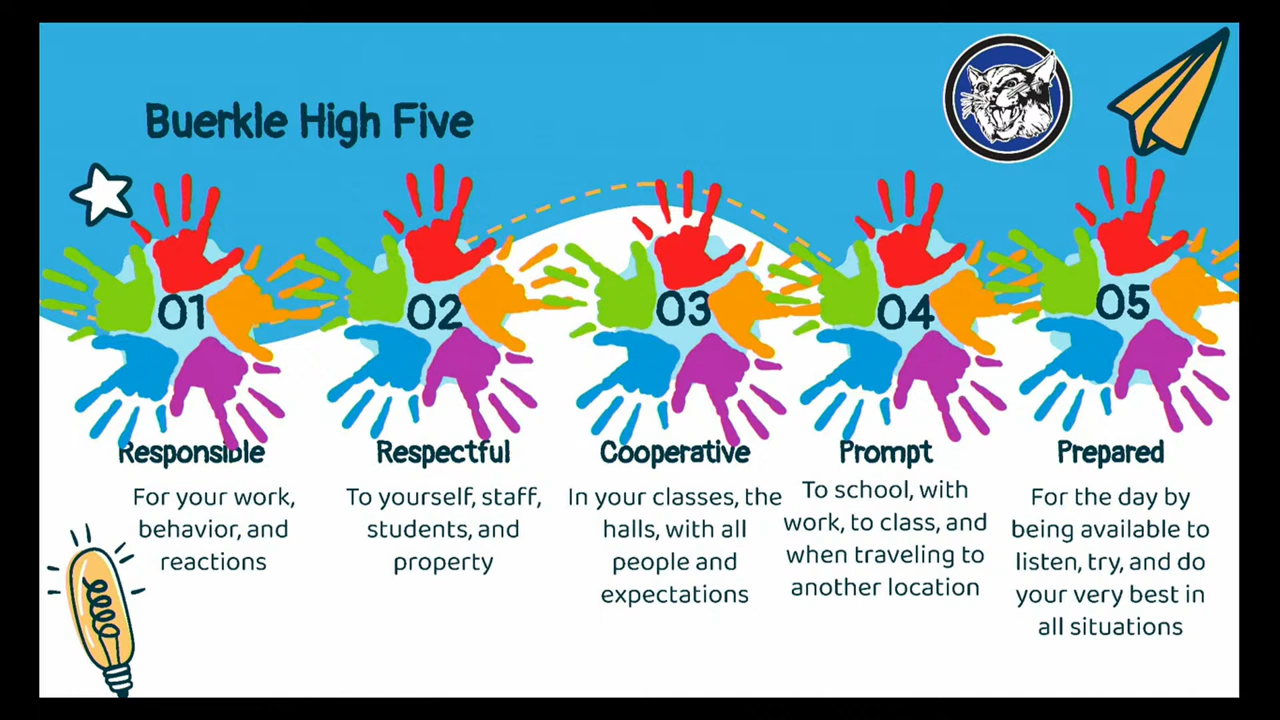 Buerkle High Five
01
Responsible
For your work,
behavior, and
reactions
02
Respectful
To yourself, staff,
students, and
property
03
Cooperative
In your classes, the
halls, with all
people and
expectations
04
Prompt
To school, with
work, to class, and
when traveling to
another location
05
Prepared
For the day by
being available to
listen, try, and do
your very best in
all situations